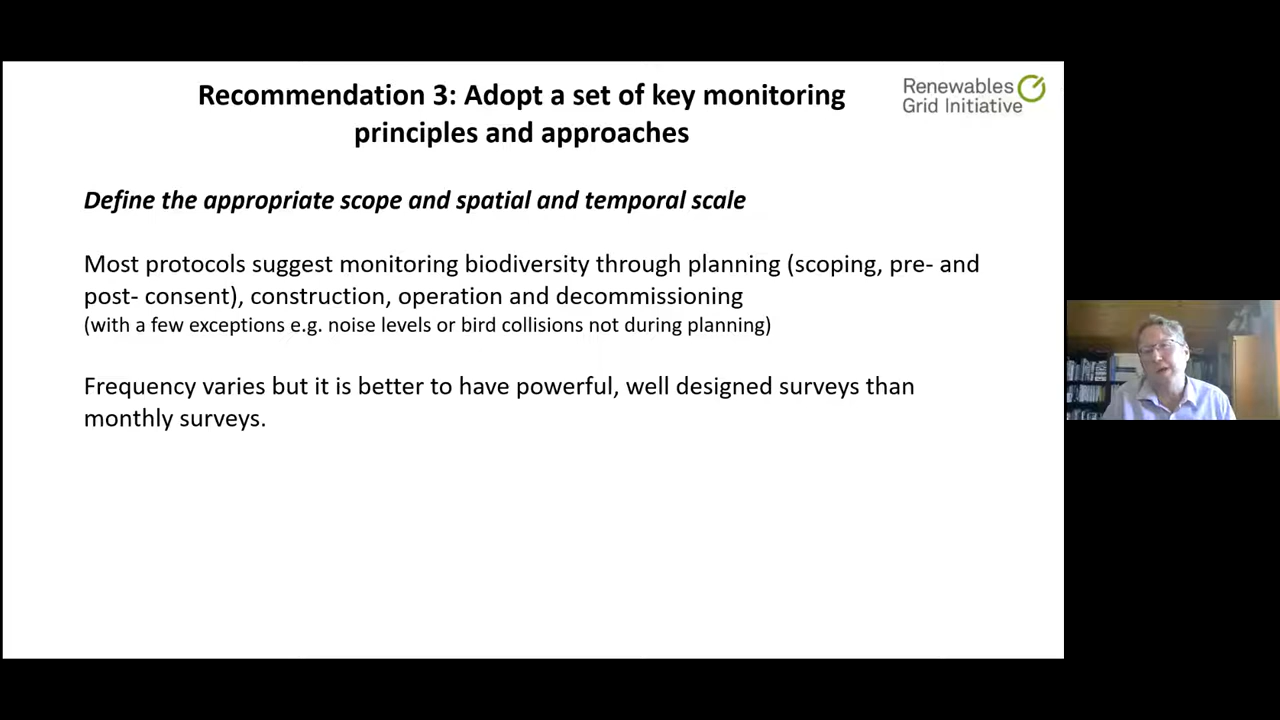 Recommendation 3: Adopt a set of key monitoring
principles and approaches
Renewables
Grid Initiative
Define the appropriate scope and spatial and temporal scale
Most protocols suggest monitoring biodiversity through planning (scoping, pre- and
post- consent), construction, operation and decommissioning
(with a few exceptions e.g. noise levels or bird collisions not during planning)
Frequency varies but it is better to have powerful, well designed surveys than
monthly surveys.